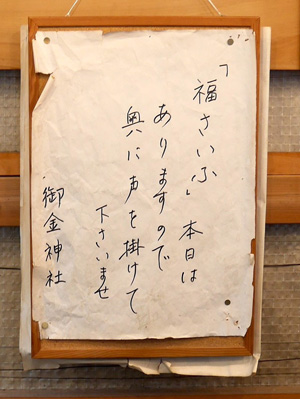 「福さいふ」本日は
ありますので
奥に声を掛けて
下さいませ
御金神社